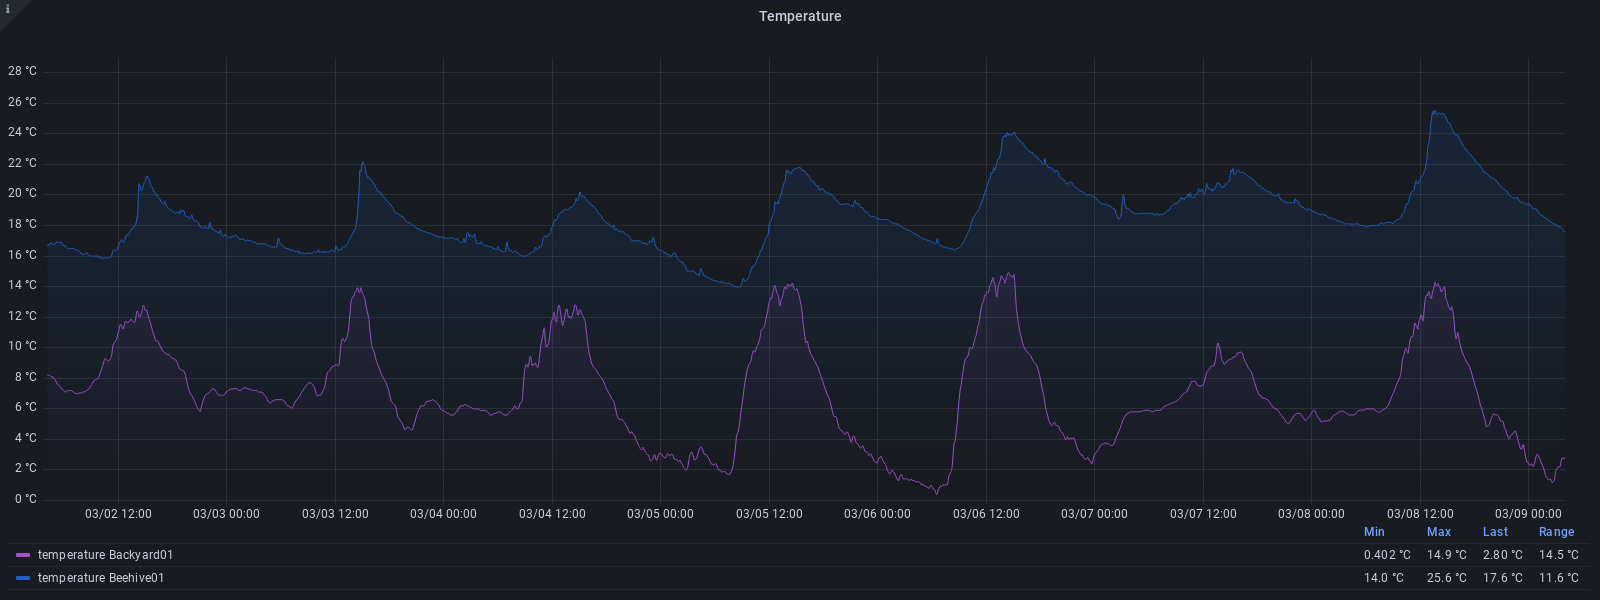 i
Temperature
28 °C
26 °C
24 °C
22 °C
20 °C
18 °C
16 °C
14 °C
12 °C
10 °C
8 °C
6 °C
4 °C
2 °C
0 °C
03/02 12:00 03/03 00:00 03/03 12:00 03/04 00:00 03/04 12:00 03/05 00:00 03/05 12:00 03/06 00:00 03/06 12:00 03/07 00:00 03/07 12:00 03/08 00:00 03/08 12:00 03/09 00:00
Min Max Last Range
temperature Backyard01 0.402 °C 14.9 °C 2.80 °C 14.5 °C
temperature Beehive01 14.0 °C 25.6 °C 17.6 °C 11.6 °C